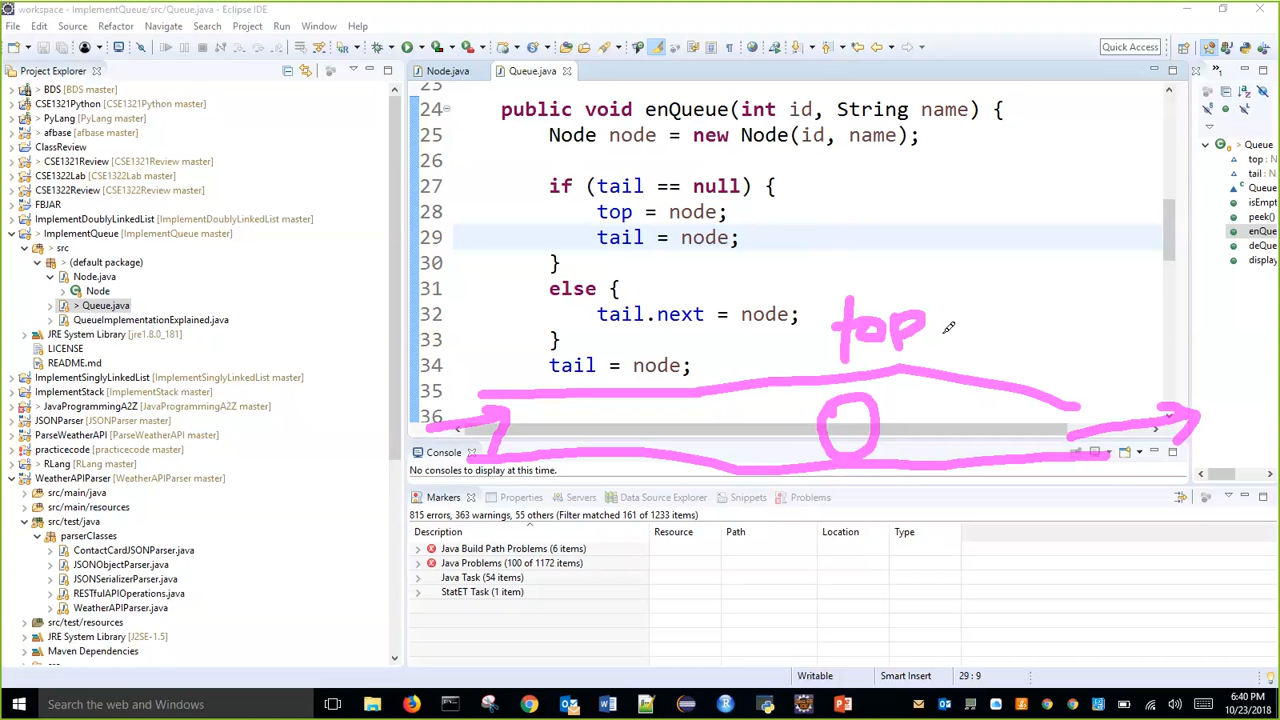 workspace - ImplementQueue/src/Queue.java - Eclipse IDE
File Edit Source Refactor Navigate Search Project Run Window Help
Quick Access
Project Explorer
BDS [BDS master]
CSE1321Python [CSE1321Python master]
PyLang [PyLang master]
afbase [afbase master]
ClassReview
CSE1321Review [CSE1321Review master]
CSE1322Lab [CSE1322Lab master]
CSE1322Review [CSE1322Review master]
FBJAR
ImplementDoublyLinkedList [ImplementDoublyLinkedList master]
ImplementQueue [ImplementQueue master]
src
(default package)
Node.java
Node
> Queue.java
QueueImplementationExplained.java
JRE System Library [jre1.8.0_181]
LICENSE
README.md
ImplementSinglyLinkedList [ImplementSinglyLinkedList master]
ImplementStack [ImplementStack master]
JavaProgrammingA2Z [JavaProgrammingA2Z master]
JSONParser [JSONParser master]
ParseWeatherAPI [ParseWeatherAPI master]
practicecode [practicecode master]
RLang [RLang master]
WeatherAPIParser [WeatherAPIParser master]
src/main/java
src/main/resources
src/test/java
parserClasses
ContactCardJSONParser.java
JSONObjectParser.java
JSONSerializerParser.java
RESTfulAPIOperations.java
WeatherAPIParser.java
src/test/resources
JRE System Library [J2SE-1.5]
Maven Dependencies
Node.java Queue.java
23
24 public void enQueue(int id, String name) {
25 Node node = new Node(id, name);
26
27 if (tail == null) {
28 top = node;
29 tail = node;
30 }
31 else {
32 tail.next = node;
33 }
34 tail = node;
35
36
top
Console
No consoles to display at this time.
Markers Properties Servers Data Source Explorer Snippets Problems
815 errors, 363 warnings, 55 others (Filter matched 161 of 1233 items)
Description Resource Path Location Type
Java Build Path Problems (6 items)
Java Problems (100 of 1172 items)
Java Task (54 items)
StatET Task (1 item)
Queue
top :
tail :
Queue
isEmp
peek()
enQue
deQue
display
Writable Smart Insert 29 : 9
Search the web and Windows
6:40 PM
10/23/2018